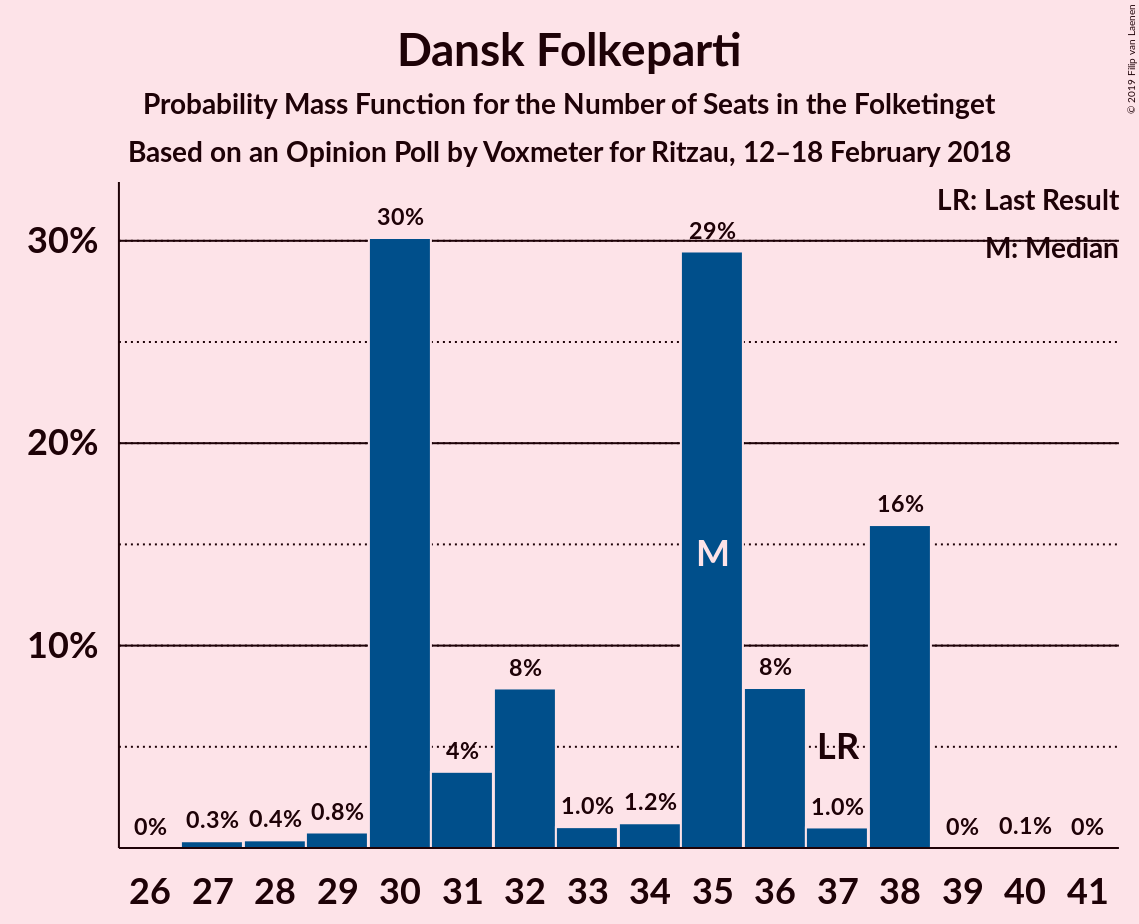 Dansk Folkeparti
Probability Mass Function for the Number of Seats in the Folketinget
Based on an Opinion Poll by Voxmeter for Ritzau, 12–18 February 2018
© 2019 Filip van Laenen
LR: Last Result
M: Median
30%
20%
10%
0%
0.3%
0.4%
0.8%
30%
4%
8%
1.0%
1.2%
29%
M
8%
LR
1.0%
16%
0%
0.1%
0%
26 27 28 29 30 31 32 33 34 35 36 37 38 39 40 41